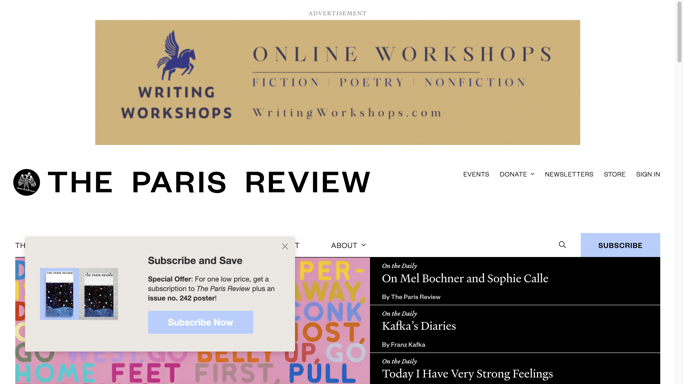 ADVERTISEMENT
WRITING
WORKSHOPS
ONLINE WORKSHOPS
FICTION | POETRY | NONFICTION
WritingWorkshops.com
THE PARIS REVIEW
EVENTS DONATE NEWSLETTERS STORE SIGN IN
TH
T
ABOUT
SUBSCRIBE
THE PARIS REVIEW
the PARIS REVIEW
Subscribe and Save
Special Offer: For one low price, get a
subscription to The Paris Review plus an
issue no. 242 poster!
Subscribe Now
PER-
AWAY,
CONK
OST,
GO WEST, GO BELLY UP, GO
HOME FEET FIRST, PULL
On the Daily
On Mel Bochner and Sophie Calle
By The Paris Review
On the Daily
Kafka's Diaries
By Franz Kafka
On the Daily
Today I Have Very Strong Feelings